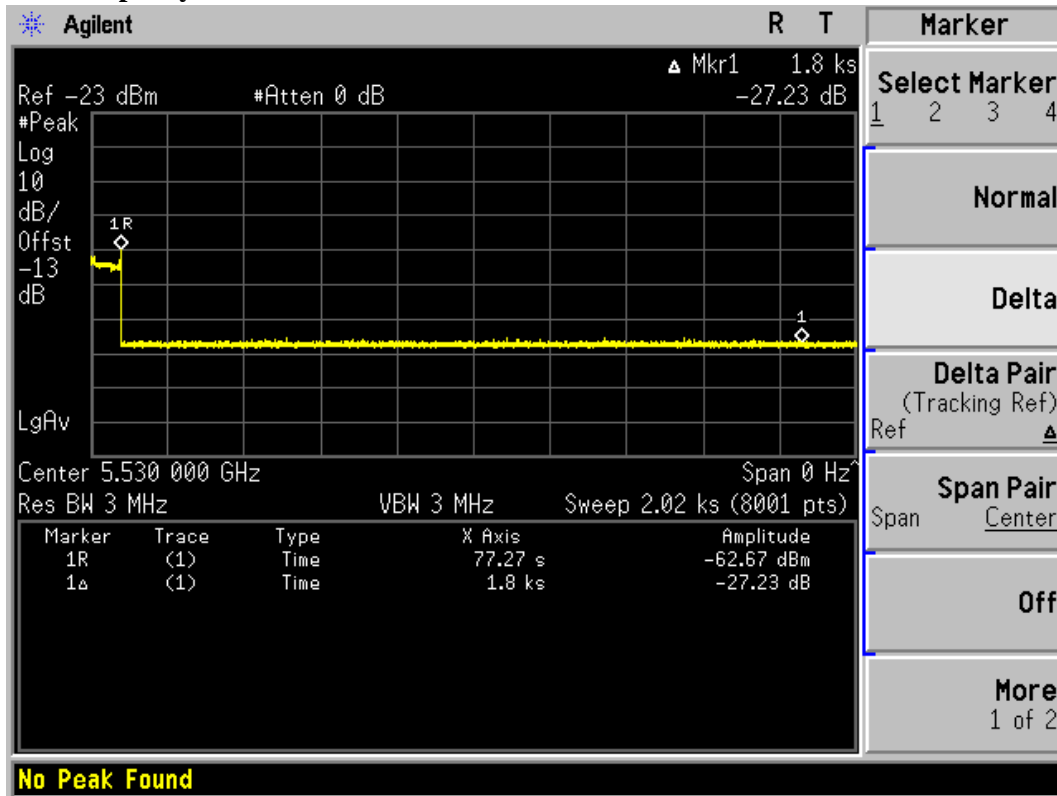 Agilent R T
Marker
Δ Mkr1 1.8 ks
Ref -23 dBm #Atten 0 dB -27.23 dB
#Peak
Log
10
dB/
Offst
-13
dB
1R
1
LgAv
Center 5.530 000 GHz Span 0 Hz^
Res BW 3 MHz VBW 3 MHz Sweep 2.02 ks (8001 pts)
Marker Trace Type X Axis Amplitude
1R (1) Time 77.27 s -62.67 dBm
1Δ (1) Time 1.8 ks -27.23 dB
Select Marker
1 2 3 4
Normal
Delta
Delta Pair
(Tracking Ref)
Ref Δ
Span Pair
Span Center
Off
More
1 of 2
No Peak Found